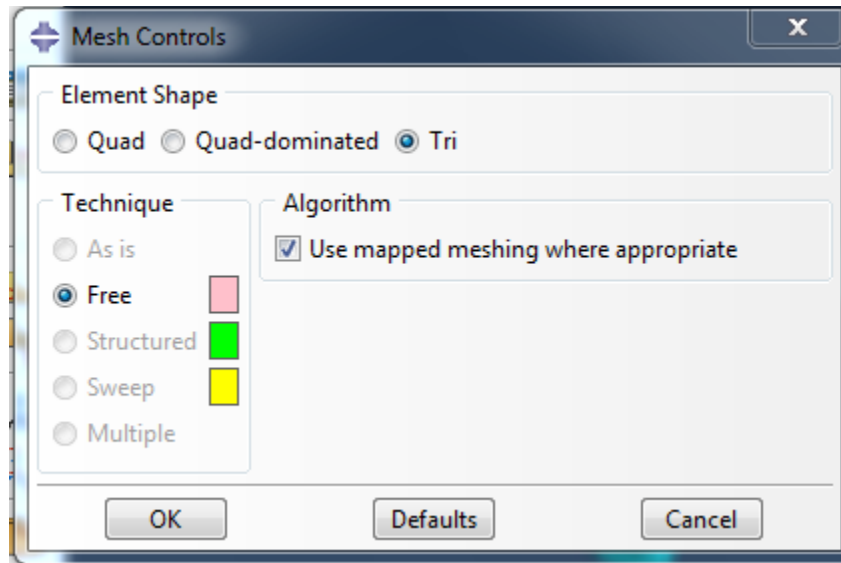 Mesh Controls
x
Element Shape
Quad Quad-dominated Tri
Technique
As is
Free
Structured
Sweep
Multiple
Algorithm
Use mapped meshing where appropriate
OK Defaults Cancel